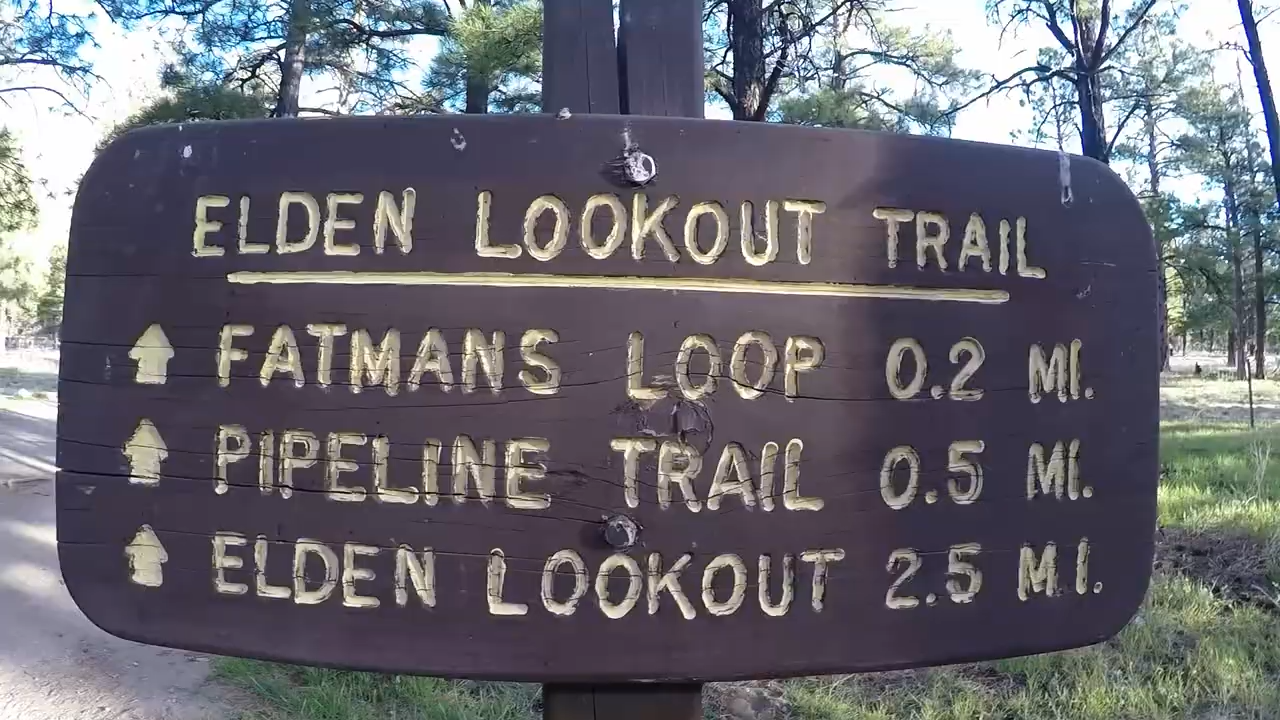 ELDEN LOOKOUT TRAIL
FATMANS LOOP 0.2 MI.
PIPELINE TRAIL 0.5 MI.
ELDEN LOOKOUT 2.5 MI.